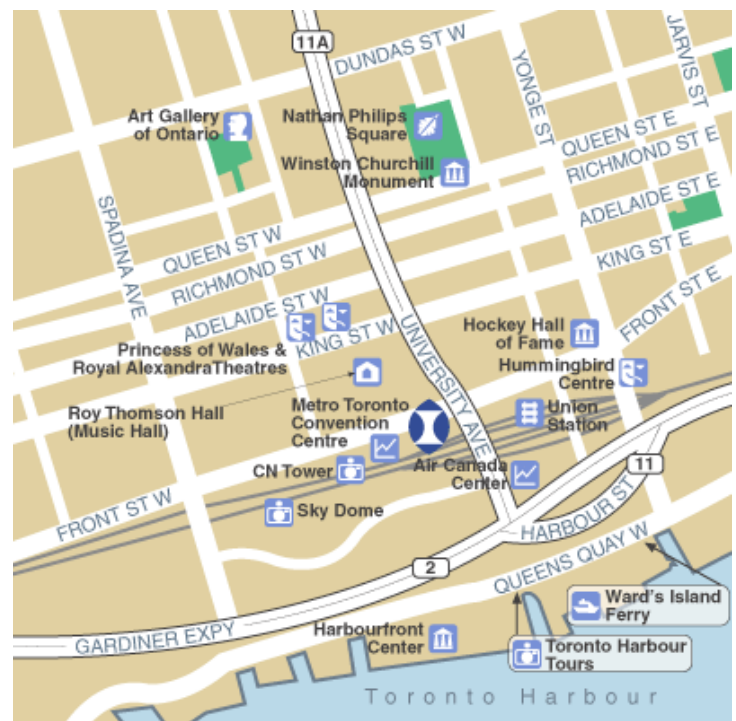 11A
DUNDAS ST W
YONGE ST
JARVIS ST
Art Gallery
of Ontario
Nathan Philips
Square
QUEEN ST E
Winston Churchill
Monument
RICHMOND ST E
ADELAIDE ST E
SPADINA AVE
QUEEN ST W
RICHMOND ST W
KING ST E
ADELAIDE ST W
FRONT ST E
KING ST W
UNIVERSITY AVE
Hockey Hall
of Fame
Princess of Wales &
Royal AlexandraTheatres
Hummingbird
Centre
Roy Thomson Hall
(Music Hall)
Metro Toronto
Convention
Centre
Union
Station
CN Tower
Air Canada
Center
11
FRONT ST W
Sky Dome
HARBOUR ST
2
QUEENS QUAY W
Ward's Island
Ferry
GARDINER EXPY
Harbourfront
Center
Toronto Harbour
Tours
Toronto Harbour